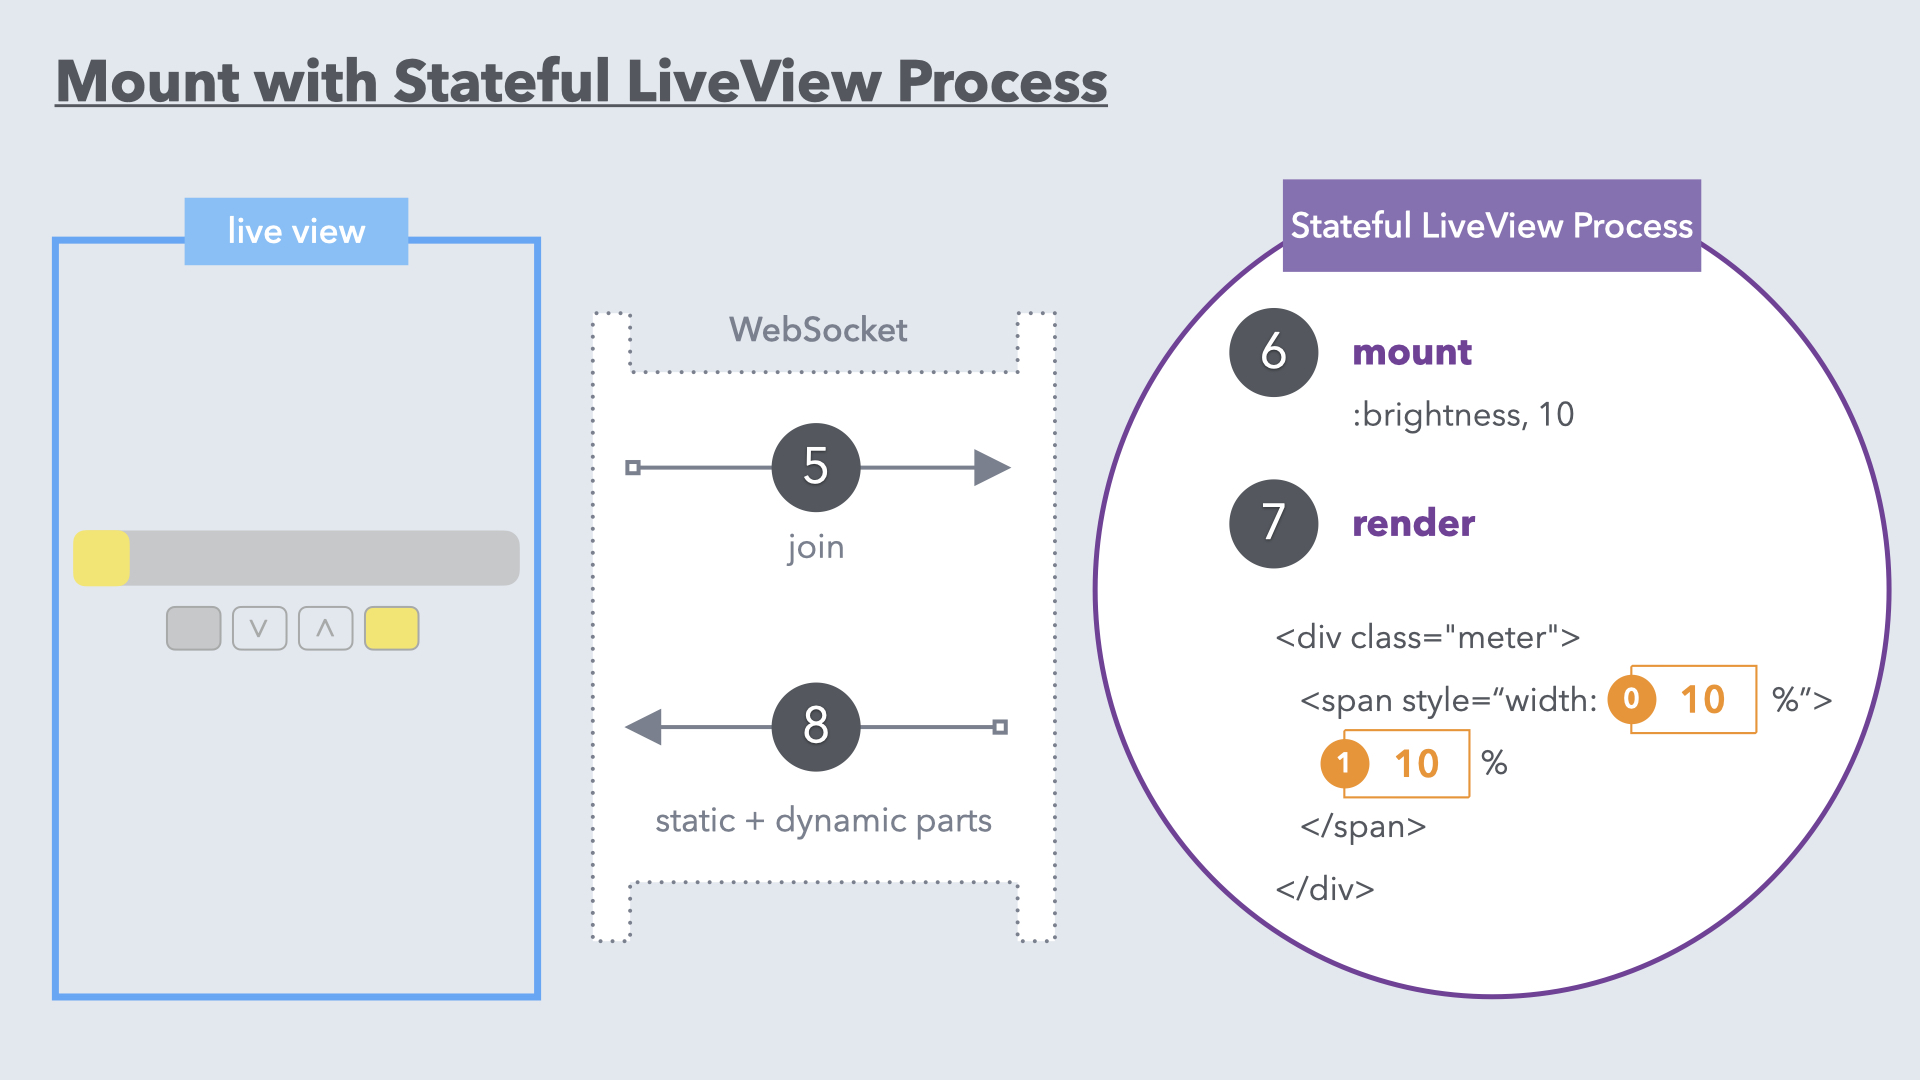 Mount with Stateful LiveView Process
live view
WebSocket
5
join
8
static + dynamic parts
Stateful LiveView Process
6 mount
:brightness, 10
7 render
<div class="meter">
<span style=“width: 0 10 %”>
1 10 %
</span>
</div>